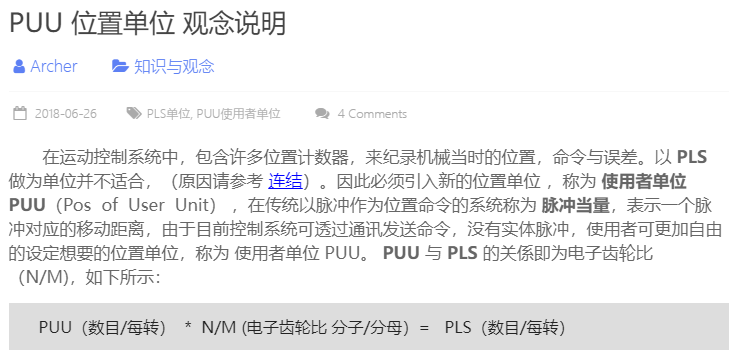 PUU 位置单位 观念说明
Archer 知识与观念
2018-06-26 PLS单位, PUU使用者单位 4 Comments
在运动控制系统中，包含许多位置计数器，来纪录机械当时的位置，命令与误差。以 PLS
做为单位并不适合，（原因请参考 连结）。因此必须引入新的位置单位 ，称为 使用者单位
PUU（Pos of User Unit） ，在传统以脉冲作为位置命令的系统称为 脉冲当量，表示一个脉
冲对应的移动距离，由于目前控制系统可透过通讯发送命令，没有实体脉冲，使用者可更加自由
的设定想要的位置单位，称为 使用者单位 PUU。 PUU 与 PLS 的关係即为电子齿轮比
（N/M)，如下所示：
PUU（数目/每转） * N/M (电子齿轮比 分子/分母）= PLS（数目/每转）